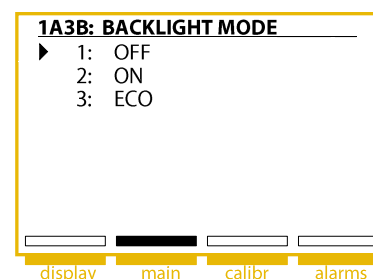 1A3B: BACKLIGHT MODE
1: OFF
2: ON
3: ECO
display main calibr alarms